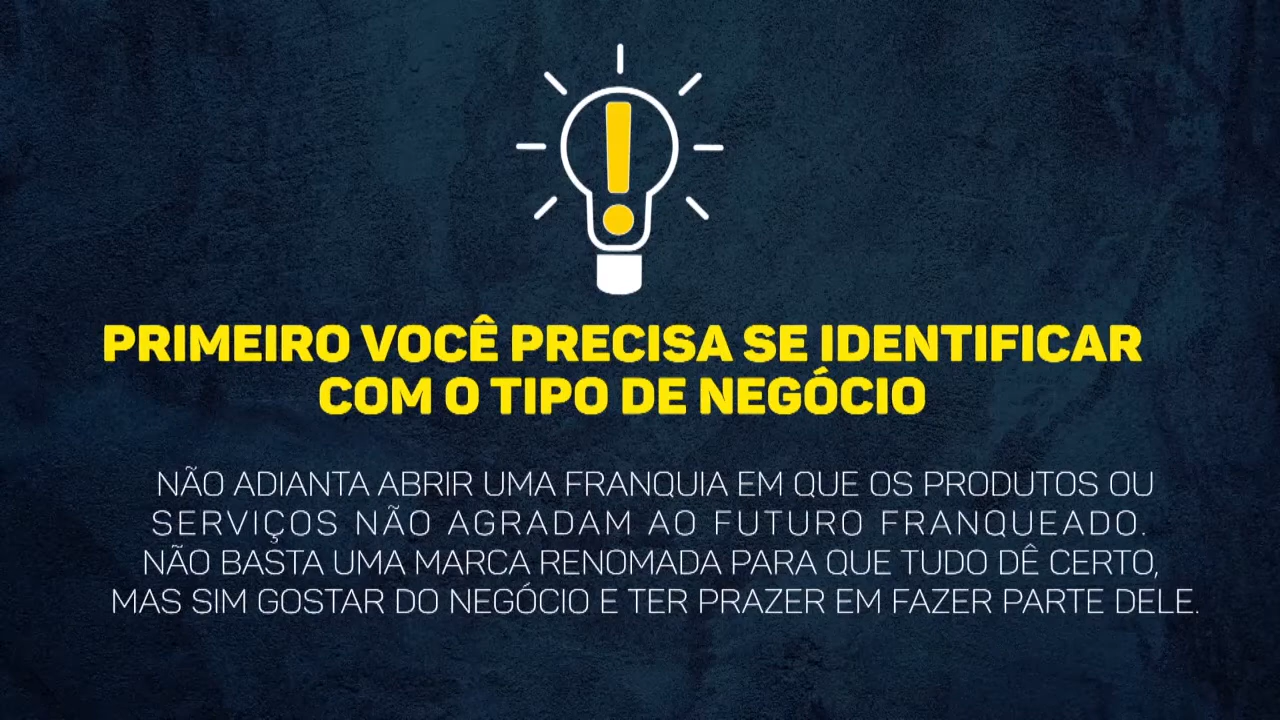 PRIMEIRO VOCÊ PRECISA SE IDENTIFICAR
COM O TIPO DE NEGÓCIO
NÃO ADIANTA ABRIR UMA FRANQUIA EM QUE OS PRODUTOS OU
SERVIÇOS NÃO AGRADAM AO FUTURO FRANQUEADO.
NÃO BASTA UMA MARCA RENOMADA PARA QUE TUDO DÊ CERTO,
MAS SIM GOSTAR DO NEGÓCIO E TER PRAZER EM FAZER PARTE DELE.